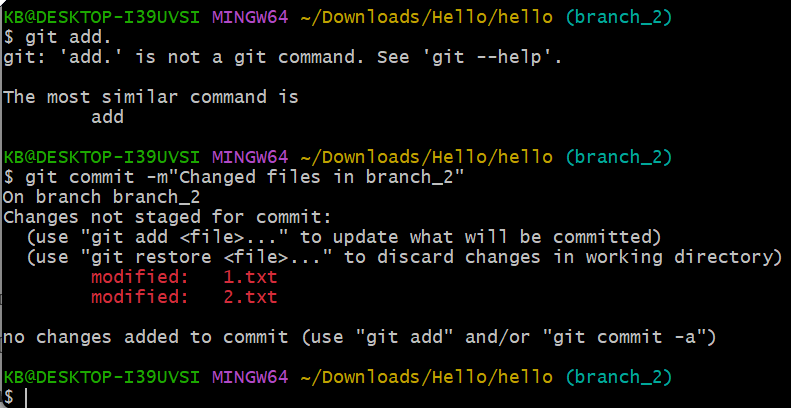 KB@DESKTOP-I39UVSI MINGW64 ~/Downloads/Hello/hello (branch_2)
$ git add.
git: 'add.' is not a git command. See 'git --help'.
The most similar command is
add
KB@DESKTOP-I39UVSI MINGW64 ~/Downloads/Hello/hello (branch_2)
$ git commit -m"Changed files in branch_2"
On branch branch_2
Changes not staged for commit:
(use "git add <file>..." to update what will be committed)
(use "git restore <file>..." to discard changes in working directory)
modified: 1.txt
modified: 2.txt
no changes added to commit (use "git add" and/or "git commit -a")
KB@DESKTOP-I39UVSI MINGW64 ~/Downloads/Hello/hello (branch_2)
$